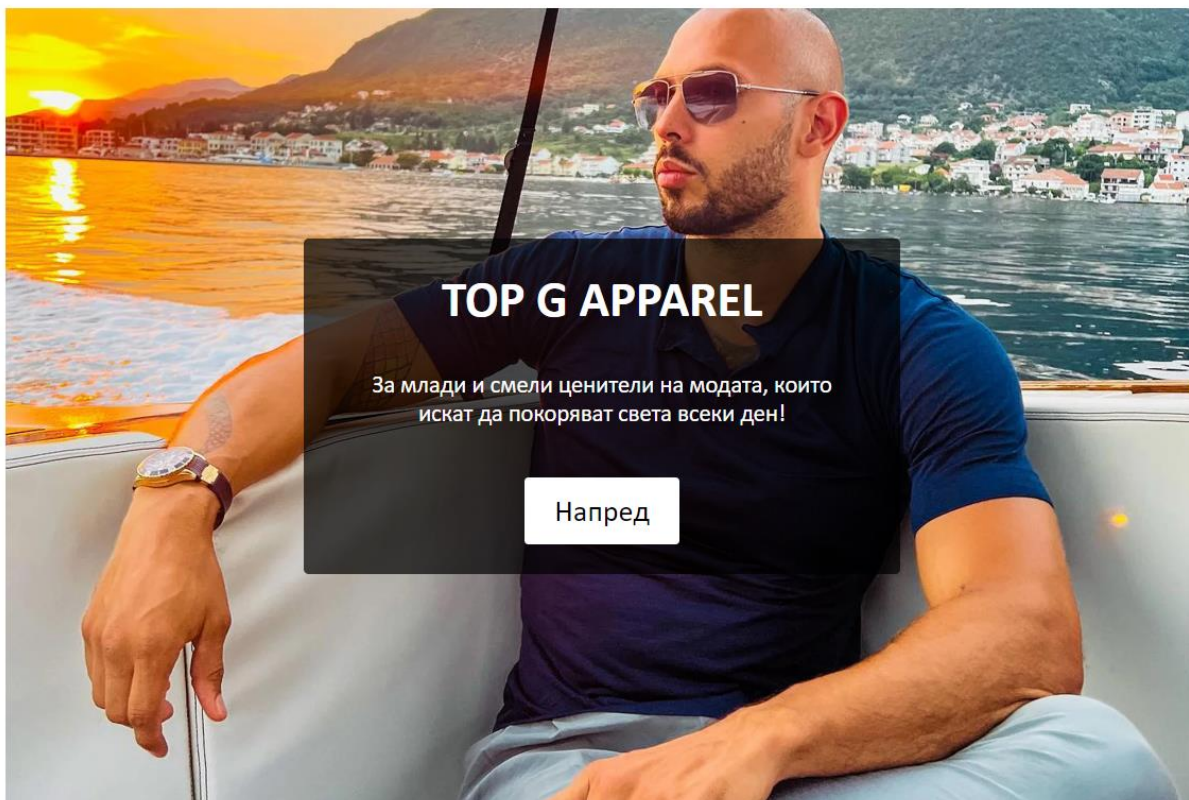 TOP G APPAREL
За млади и смели ценители на модата, които
искат да покоряват света всеки ден!
Напред